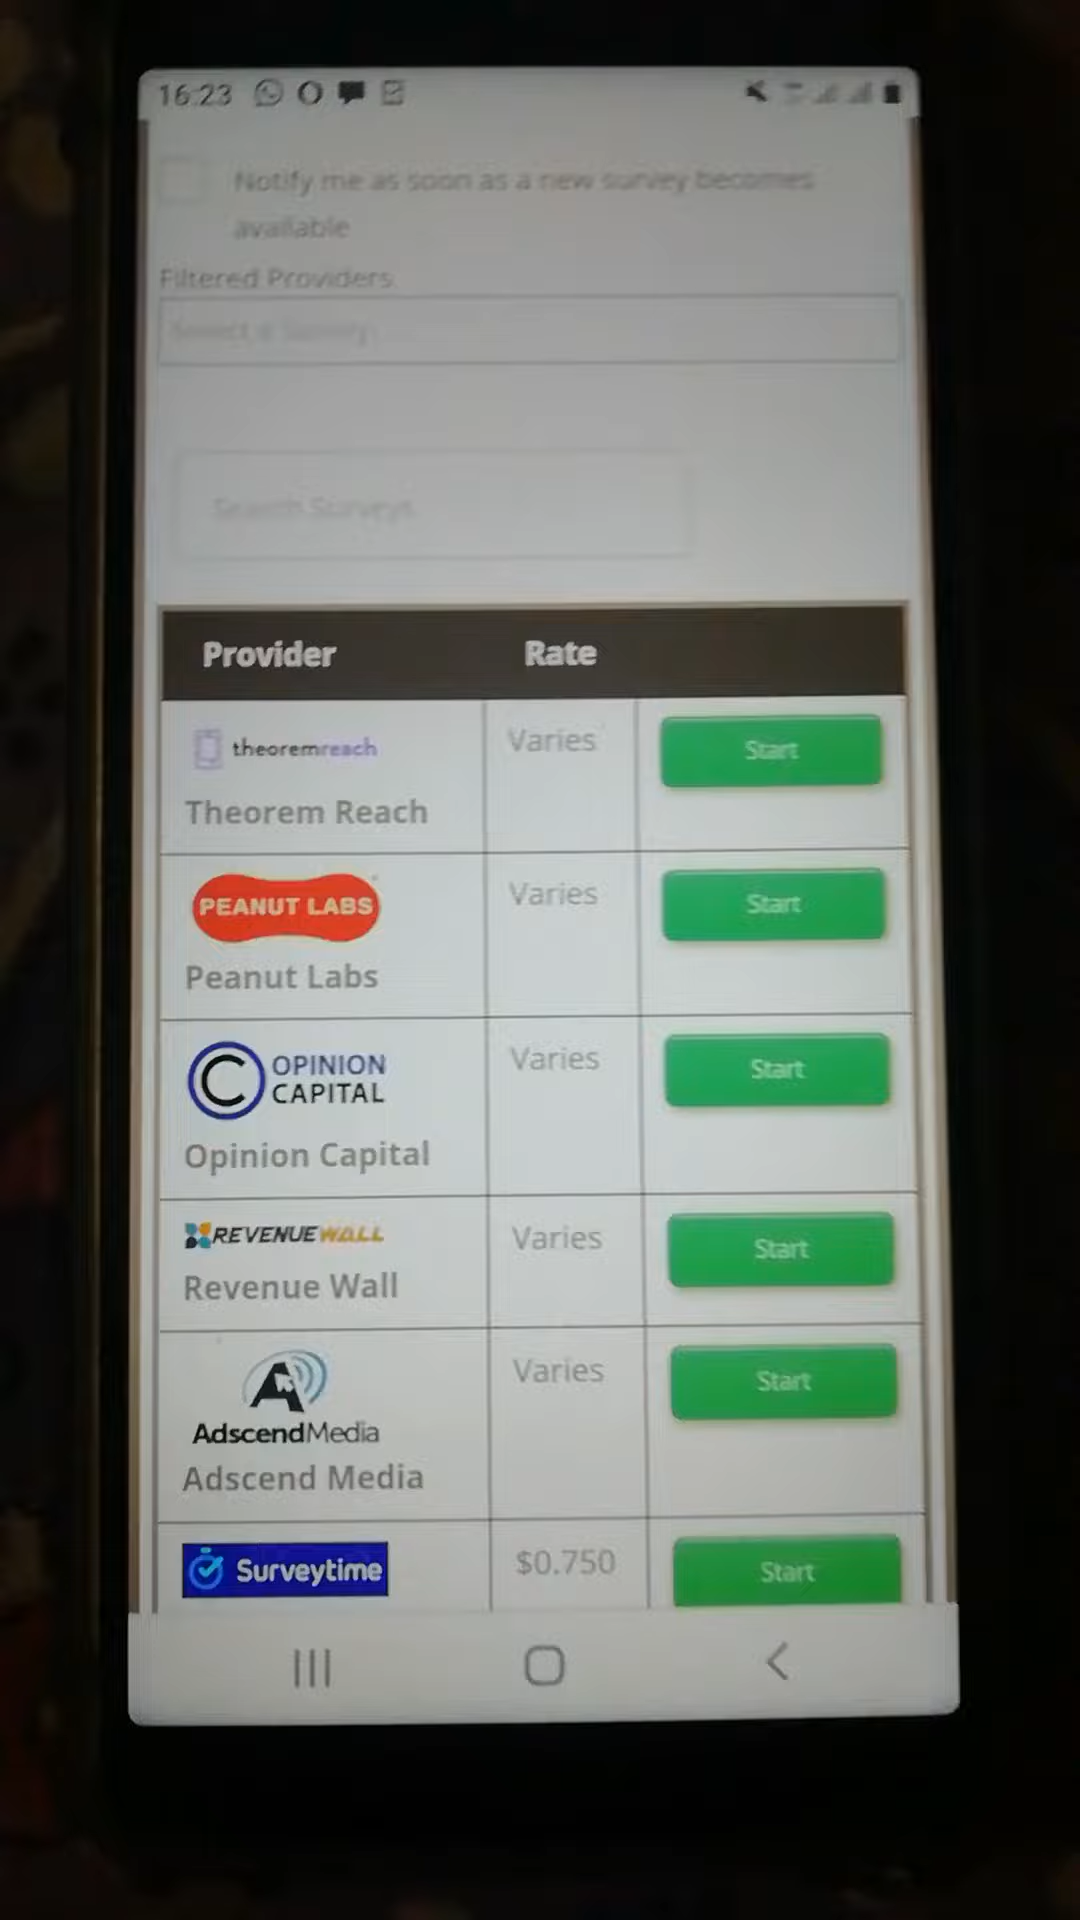 16:23
Notify me as soon as a new survey becomes
available
Filtered Providers
Select a Survey
Search Surveys
Provider Rate
theoremreach Varies Start
Theorem Reach
PEANUT LABS Varies Start
Peanut Labs
OPINION
CAPITAL Varies Start
Opinion Capital
REVENUEWALL Varies Start
Revenue Wall
AdscendMedia Varies Start
Adscend Media
Surveytime $0.750 Start